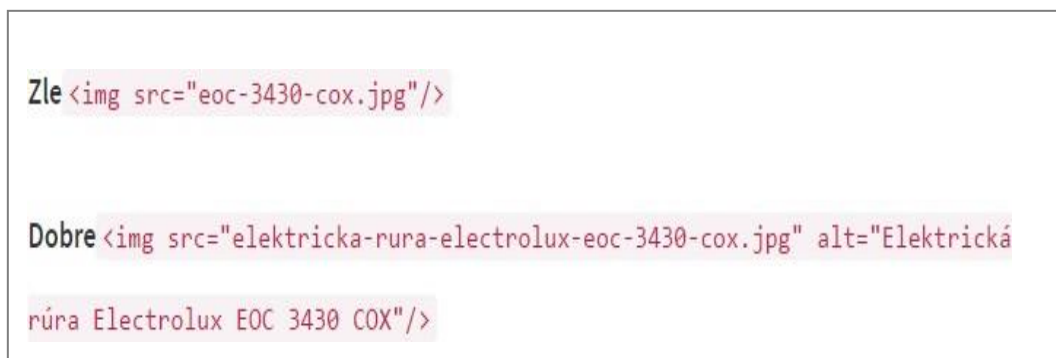 Zle <img src="eoc-3430-cox.jpg"/>
Dobre <img src="elektricka-rura-electrolux-eoc-3430-cox.jpg" alt="Elektrická
rúra Electrolux EOC 3430 COX"/>